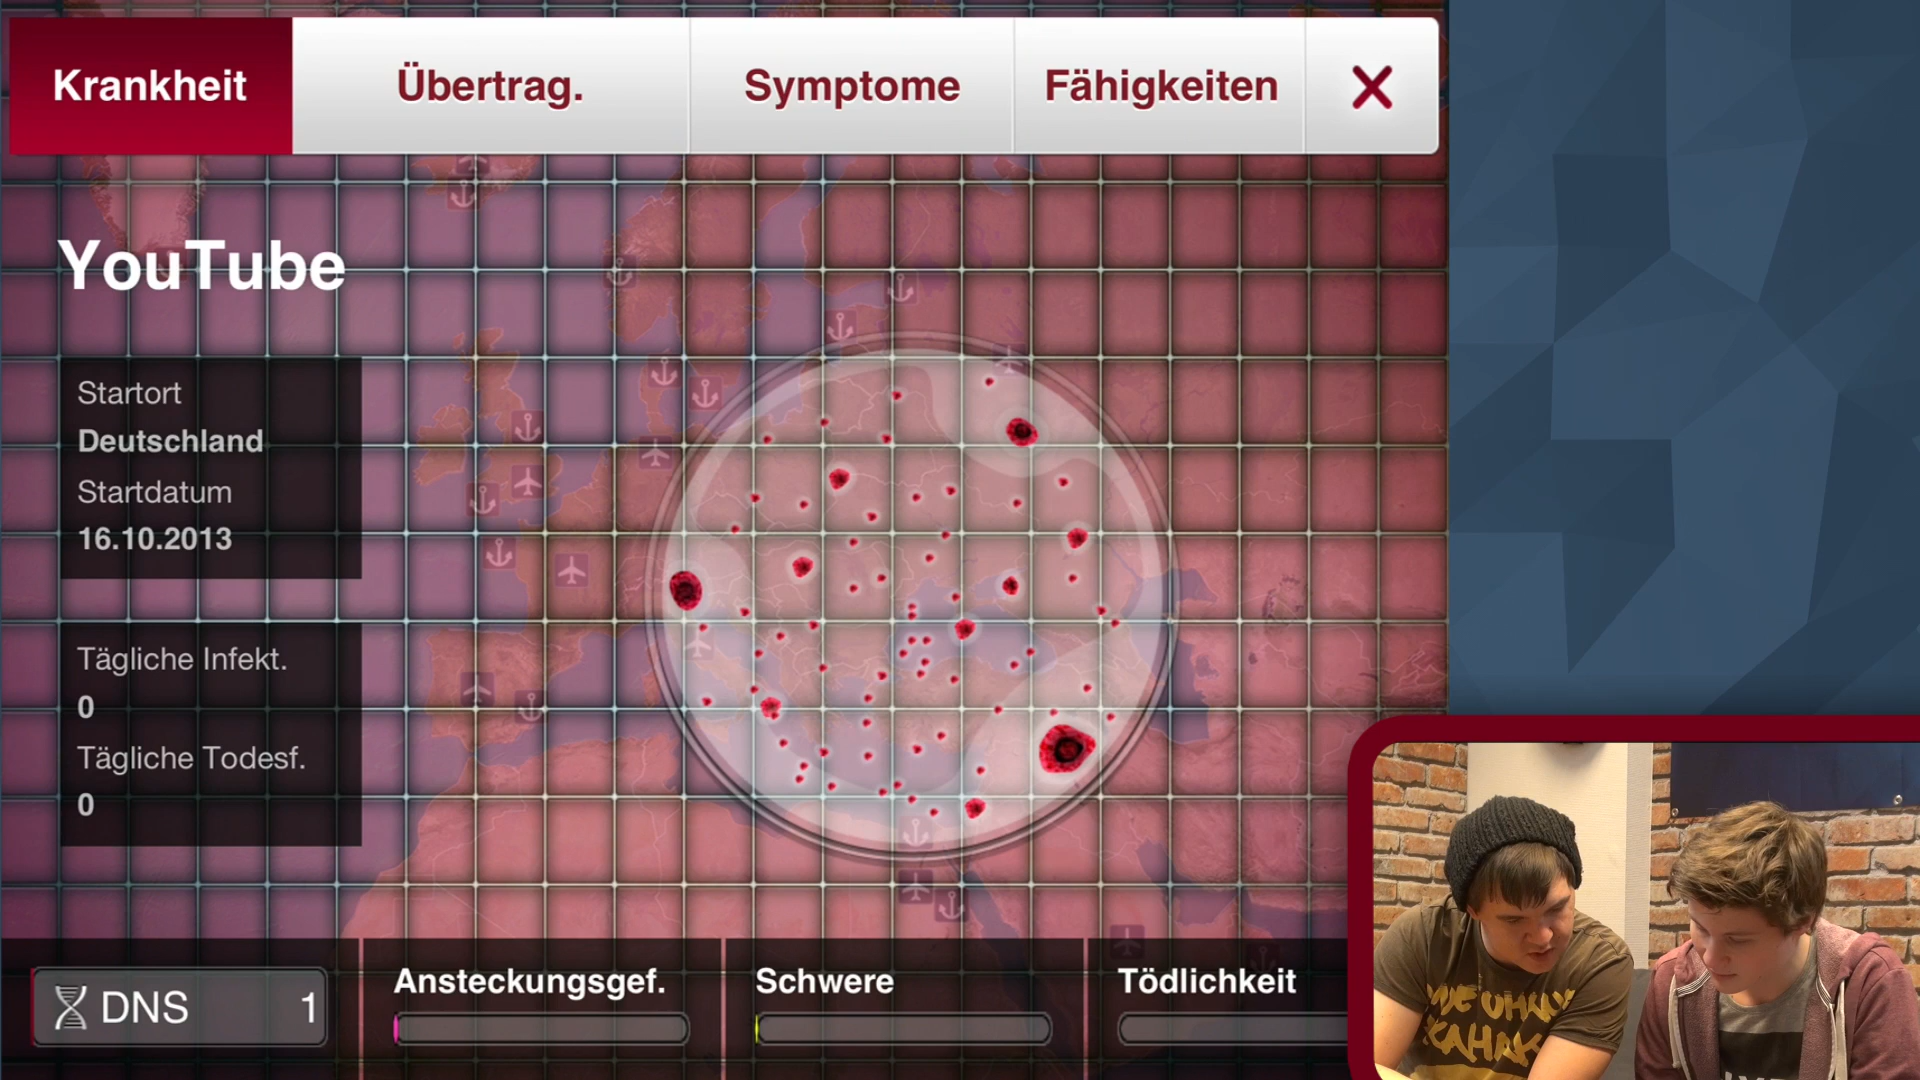 Krankheit
Übertrag.
Symptome
Fähigkeiten
YouTube
Startort
Deutschland
Startdatum
16.10.2013
Tägliche Infekt.
0
Tägliche Todesf.
0
DNS 1
Ansteckungsgef.
Schwere
Tödlichkeit